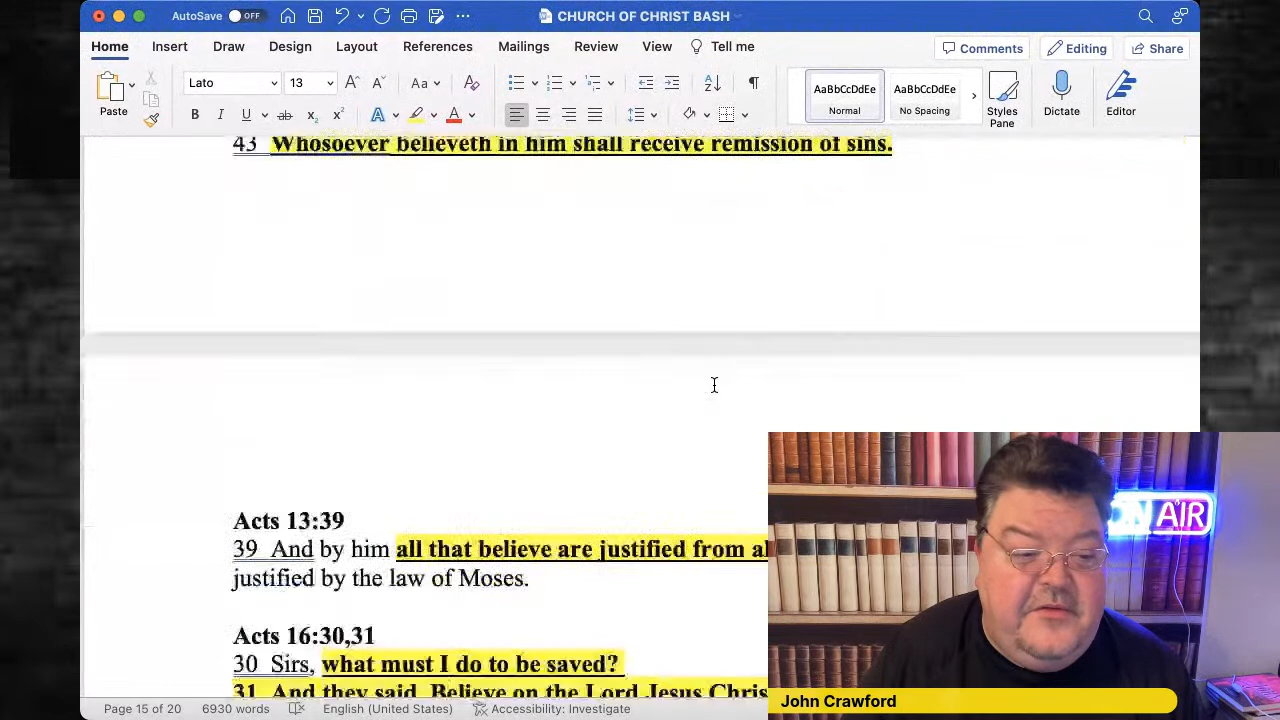 AutoSave OFF
CHURCH OF CHRIST BASH
Home Insert Draw Design Layout References Mailings Review View Tell me
Comments Editing Share
Paste
Lato 13
AaBbCcDdEe AaBbCcDdEe
Normal No Spacing
Styles Pane
Dictate
Editor
43 Whosoever believeth in him shall receive remission of sins.
Acts 13:39
39 And by him all that believe are justified from
justified by the law of Moses.
Acts 16:30,31
30 Sirs, what must I do to be saved?
31 And they said, Believe on the Lord Jesus
ON AIR
John Crawford
Page 15 of 22 6930 words English (United States) Accessibility: Investigate